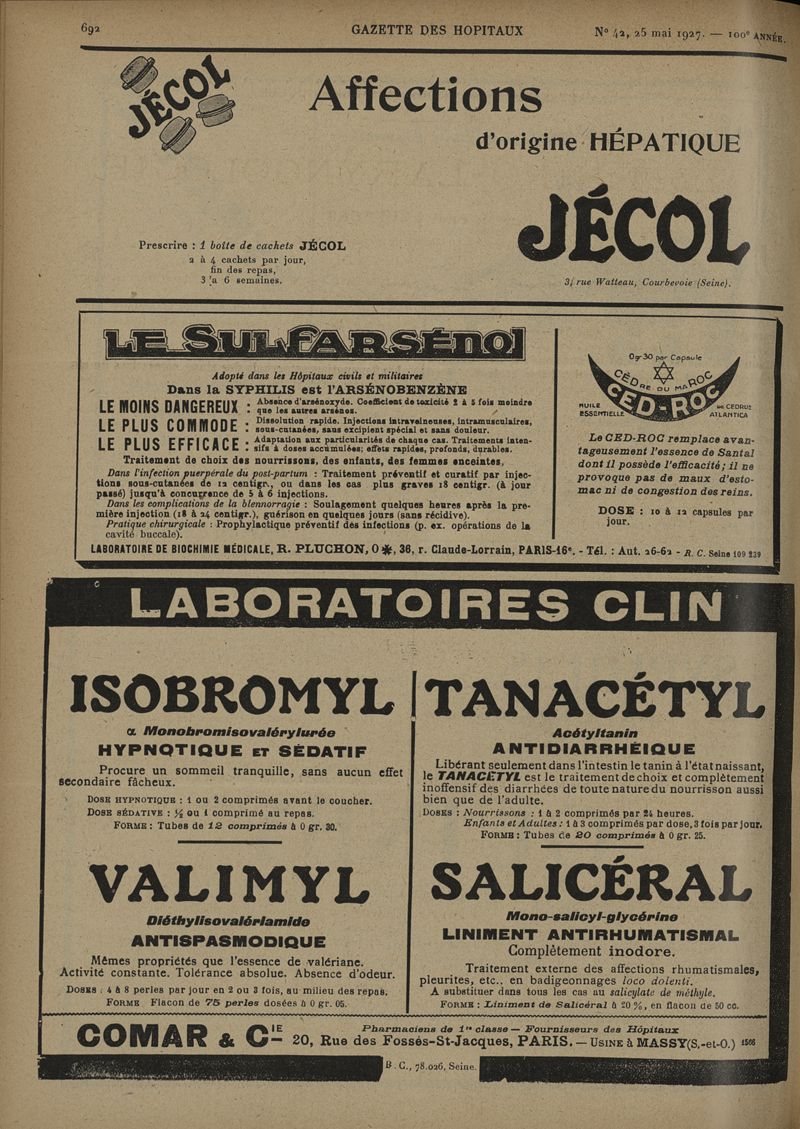 692
GAZETTE DES HOPITAUX
N° 42, 25 mai 1927. — 100e ANNÉE.
JÉCOL
Affections
d'origine HÉPATIQUE
JÉCOL
Prescrire : 1 boîte de cachets JÉCOL
2 à 4 cachets par jour,
fin des repas,
3 à 6 semaines.
34 rue Watteau, Courbevoie (Seine).
LE SULFARSÉNOL
Adopté dans les Hôpitaux civils et militaires
Dans la SYPHILIS est l'ARSÉNOBENZÈNE
LE MOINS DANGEREUX : Absence d'arsénoxyde. Coefficient de toxicité 2 à 5 fois moindre
que les autres arsénos.
LE PLUS COMMODE : Dissolution rapide. Injections intraveineuses, intramusculaires,
sous-cutanées, sans excipient spécial et sans douleur.
LE PLUS EFFICACE : Adaptation aux particularités de chaque cas. Traitements inten-
sifs à doses accumulées; effets rapides, profonds, durables.
Traitement de choix des nourrissons, des enfants, des femmes enceintes,
Dans l'infection puerpérale du post-partum : Traitement préventif et curatif par injec-
tions sous-cutanées de 12 centigr., ou dans les cas plus graves 18 centigr. (à jour
passé) jusqu'à concurrence de 5 à 6 injections.
Dans les complications de la blennorragie : Soulagement quelques heures après la pre-
mière injection (18 à 24 centigr.), guérison en quelques jours (sans récidive).
Pratique chirurgicale : Prophylactique préventif des infections (p. ex. opérations de la
cavité buccale).
0gr30 par Capsule
CÈDRE DU MAROC
CED-ROC
HUILE
ESSENTIELLE
DE CEDRUS
ATLANTICA
Le CED-ROC remplace avan-
tageusement l'essence de Santal
dont il possède l'efficacité; il ne
provoque pas de maux d'esto-
mac ni de congestion des reins.
DOSE : 10 à 12 capsules par
jour.
LABORATOIRE DE BIOCHIMIE MÉDICALE, R. PLUCHON, O✱, 36, r. Claude-Lorrain, PARIS-16e. - Tél. : Aut. 26-62 - R. C. Seine 109 239
LABORATOIRES CLIN
ISOBROMYL
α Monobromisovalérylurée
HYPNOTIQUE ET SÉDATIF
Procure un sommeil tranquille, sans aucun effet
secondaire fâcheux.
DOSE HYPNOTIQUE : 1 ou 2 comprimés avant le coucher.
DOSE SÉDATIVE : ½ ou 1 comprimé au repas.
FORME: Tubes de 12 comprimés à 0 gr. 30.
TANACÉTYL
Acétyltanin
ANTIDIARRHÉIQUE
Libérant seulement dans l'intestin le tanin à l'état naissant,
le TANACÉTYL est le traitement de choix et complètement
inoffensif des diarrhées de toute nature du nourrisson aussi
bien que de l'adulte.
DOSES : Nourrissons : 1 à 2 comprimés par 24 heures.
Enfants et Adultes : 1 à 3 comprimés par dose, 3 fois par jour.
FORME : Tubes de 20 comprimés à 0 gr. 25.
VALIMYL
Diéthylisovalériamide
ANTISPASMODIQUE
Mêmes propriétés que l'essence de valériane.
Activité constante. Tolérance absolue. Absence d'odeur.
DOSES : 4 à 8 perles par jour en 2 ou 3 fois, au milieu des repas.
FORME Flacon de 75 perles dosées à 0 gr. 05.
SALICÉRAL
Mono-salicyl-glycérine
LINIMENT ANTIRHUMATISMAL
Complètement inodore.
Traitement externe des affections rhumatismales,
pleurites, etc., en badigeonnages loco dolenti.
A substituer dans tous les cas au salicylate de méthyle.
FORME : Liniment de Salicéral à 20 %, en flacon de 50 cc.
COMAR & CIE
Pharmaciens de 1re classe — Fournisseurs des Hôpitaux
20, Rue des Fossés-St-Jacques, PARIS. — USINE à MASSY (S.-et-O.) 1566
R. C., 78.026, Seine.